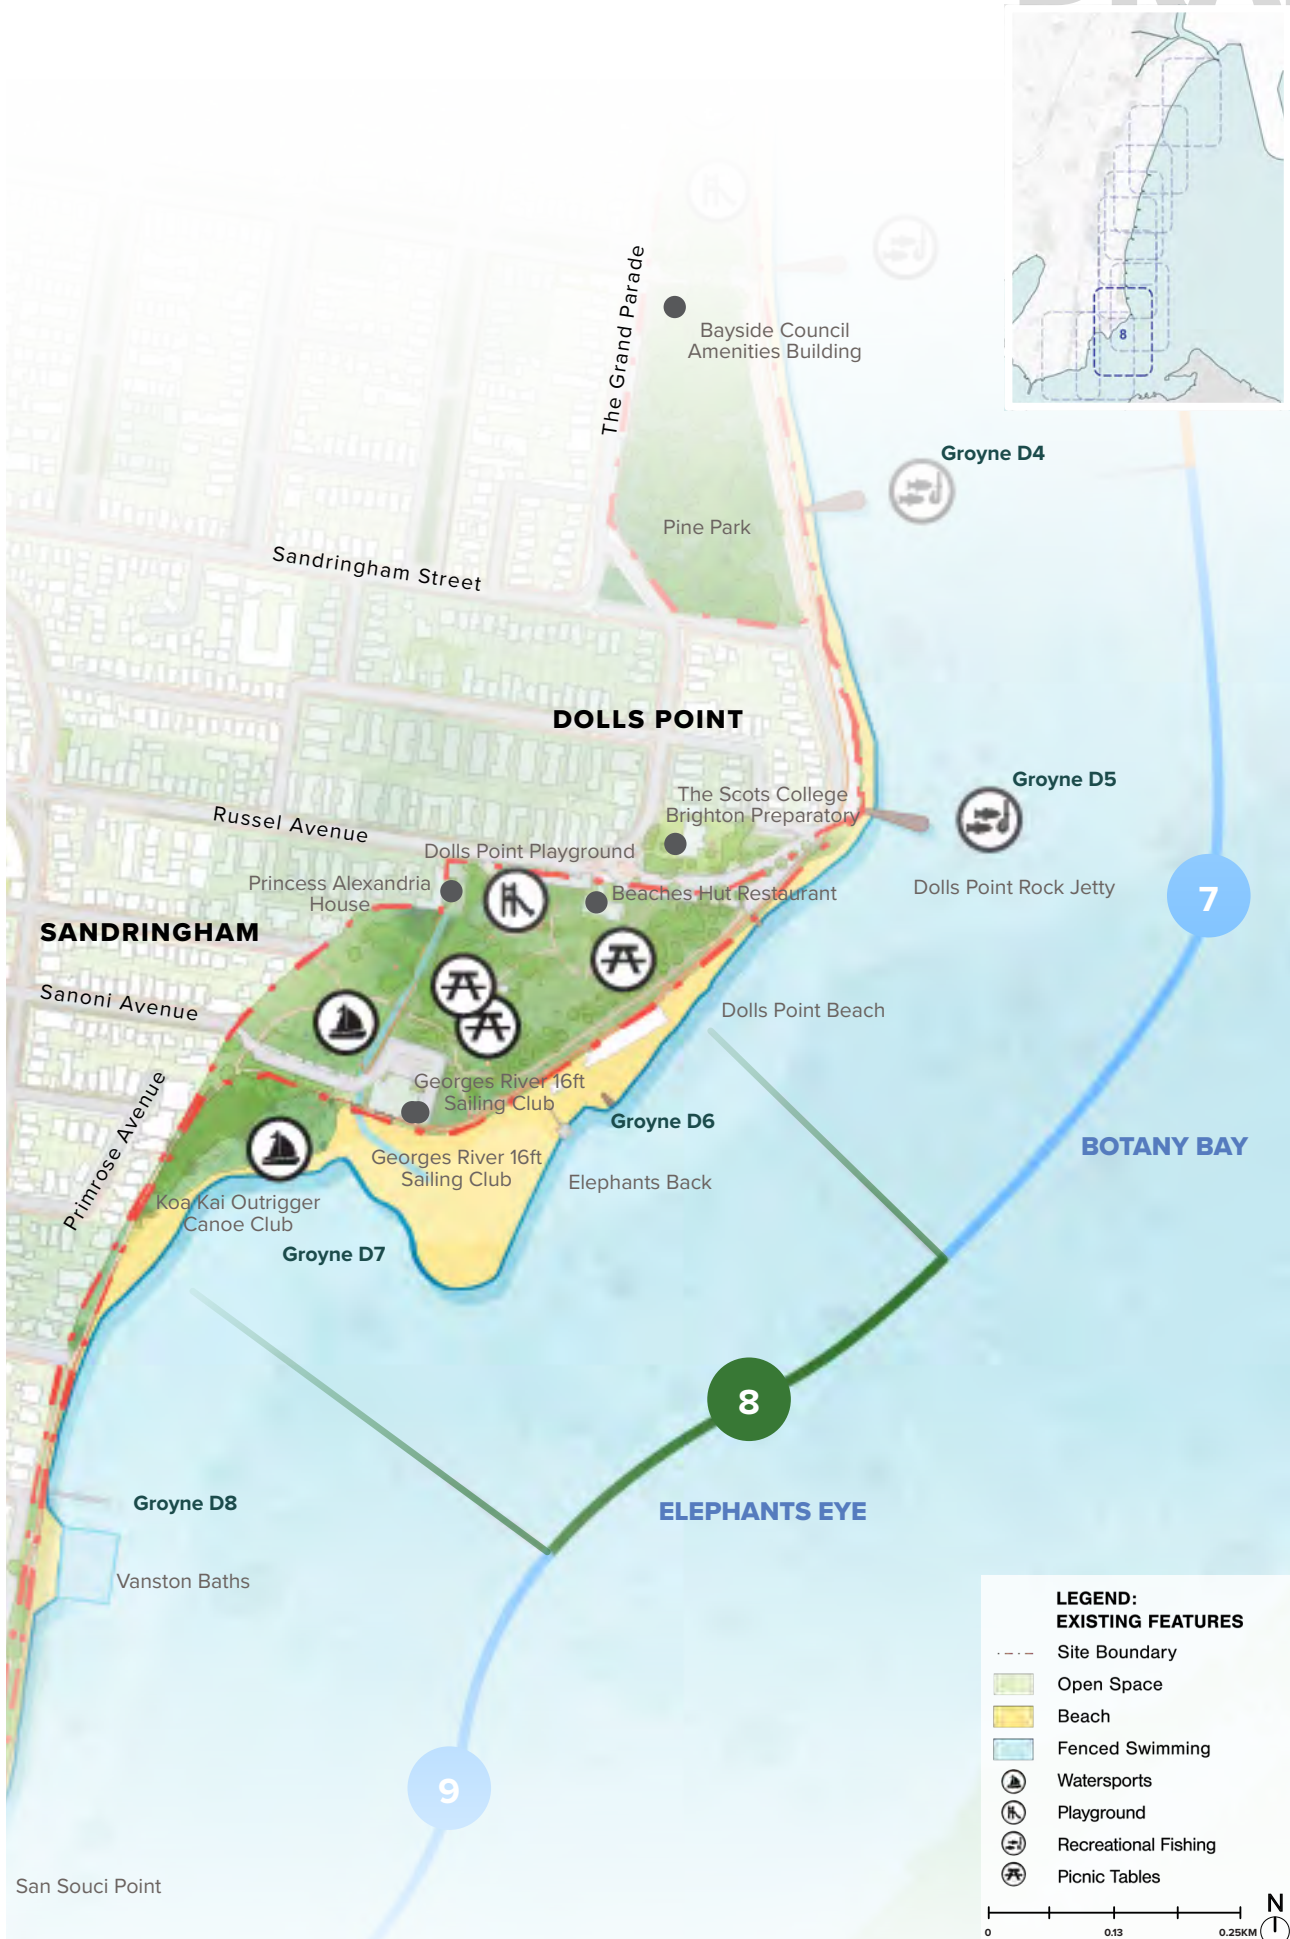 8
The Grand Parade
Bayside Council
Amenities Building
Groyne D4
Pine Park
Sandringham Street
DOLLS POINT
Groyne D5
The Scots College
Brighton Preparatory
Russel Avenue
Dolls Point Playground
Princess Alexandria
House
Beaches Hut Restaurant
Dolls Point Rock Jetty
7
SANDRINGHAM
Sanoni Avenue
Dolls Point Beach
Georges River 16ft
Sailing Club
Primrose Avenue
Groyne D6
BOTANY BAY
Georges River 16ft
Sailing Club
Elephants Back
Koa Kai Outrigger
Canoe Club
Groyne D7
8
Groyne D8
ELEPHANTS EYE
Vanston Baths
9
San Souci Point
LEGEND:
EXISTING FEATURES
Site Boundary
Open Space
Beach
Fenced Swimming
Watersports
Playground
Recreational Fishing
Picnic Tables
N
0 0.13 0.25KM